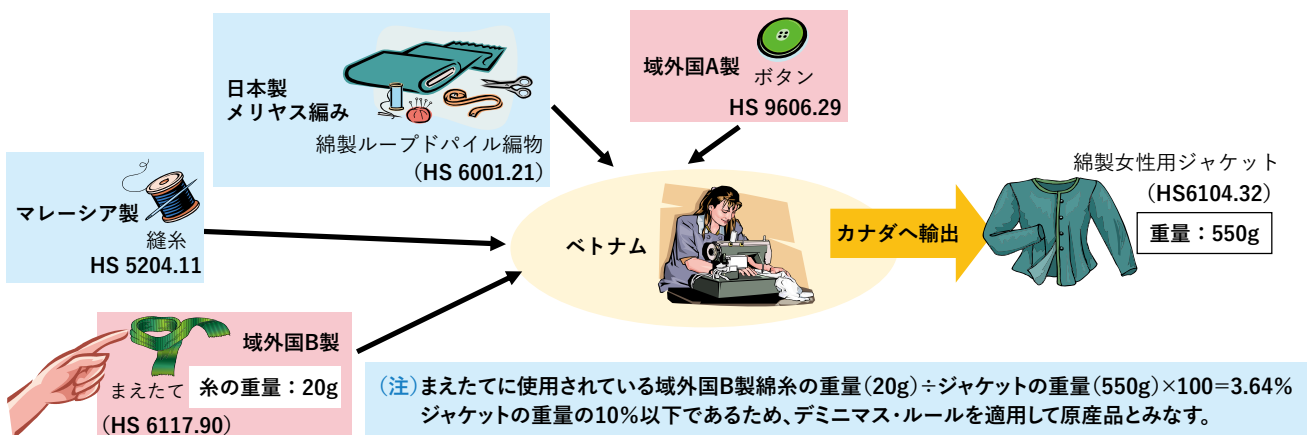 日本製
メリヤス編み
綿製ループドパイル編物
（HS 6001.21）
域外国A製
ボタン
HS 9606.29
マレーシア製
縫糸
HS 5204.11
ベトナム
カナダへ輸出
綿製女性用ジャケット
（HS6104.32）
重量：550g
域外国B製
まえたて
糸の重量：20g
（HS 6117.90）
（注）まえたてに使用されている域外国B製綿糸の重量(20g)÷ジャケットの重量(550g)×100=3.64%
ジャケットの重量の10%以下であるため、デミニマス・ルールを適用して原産品とみなす。